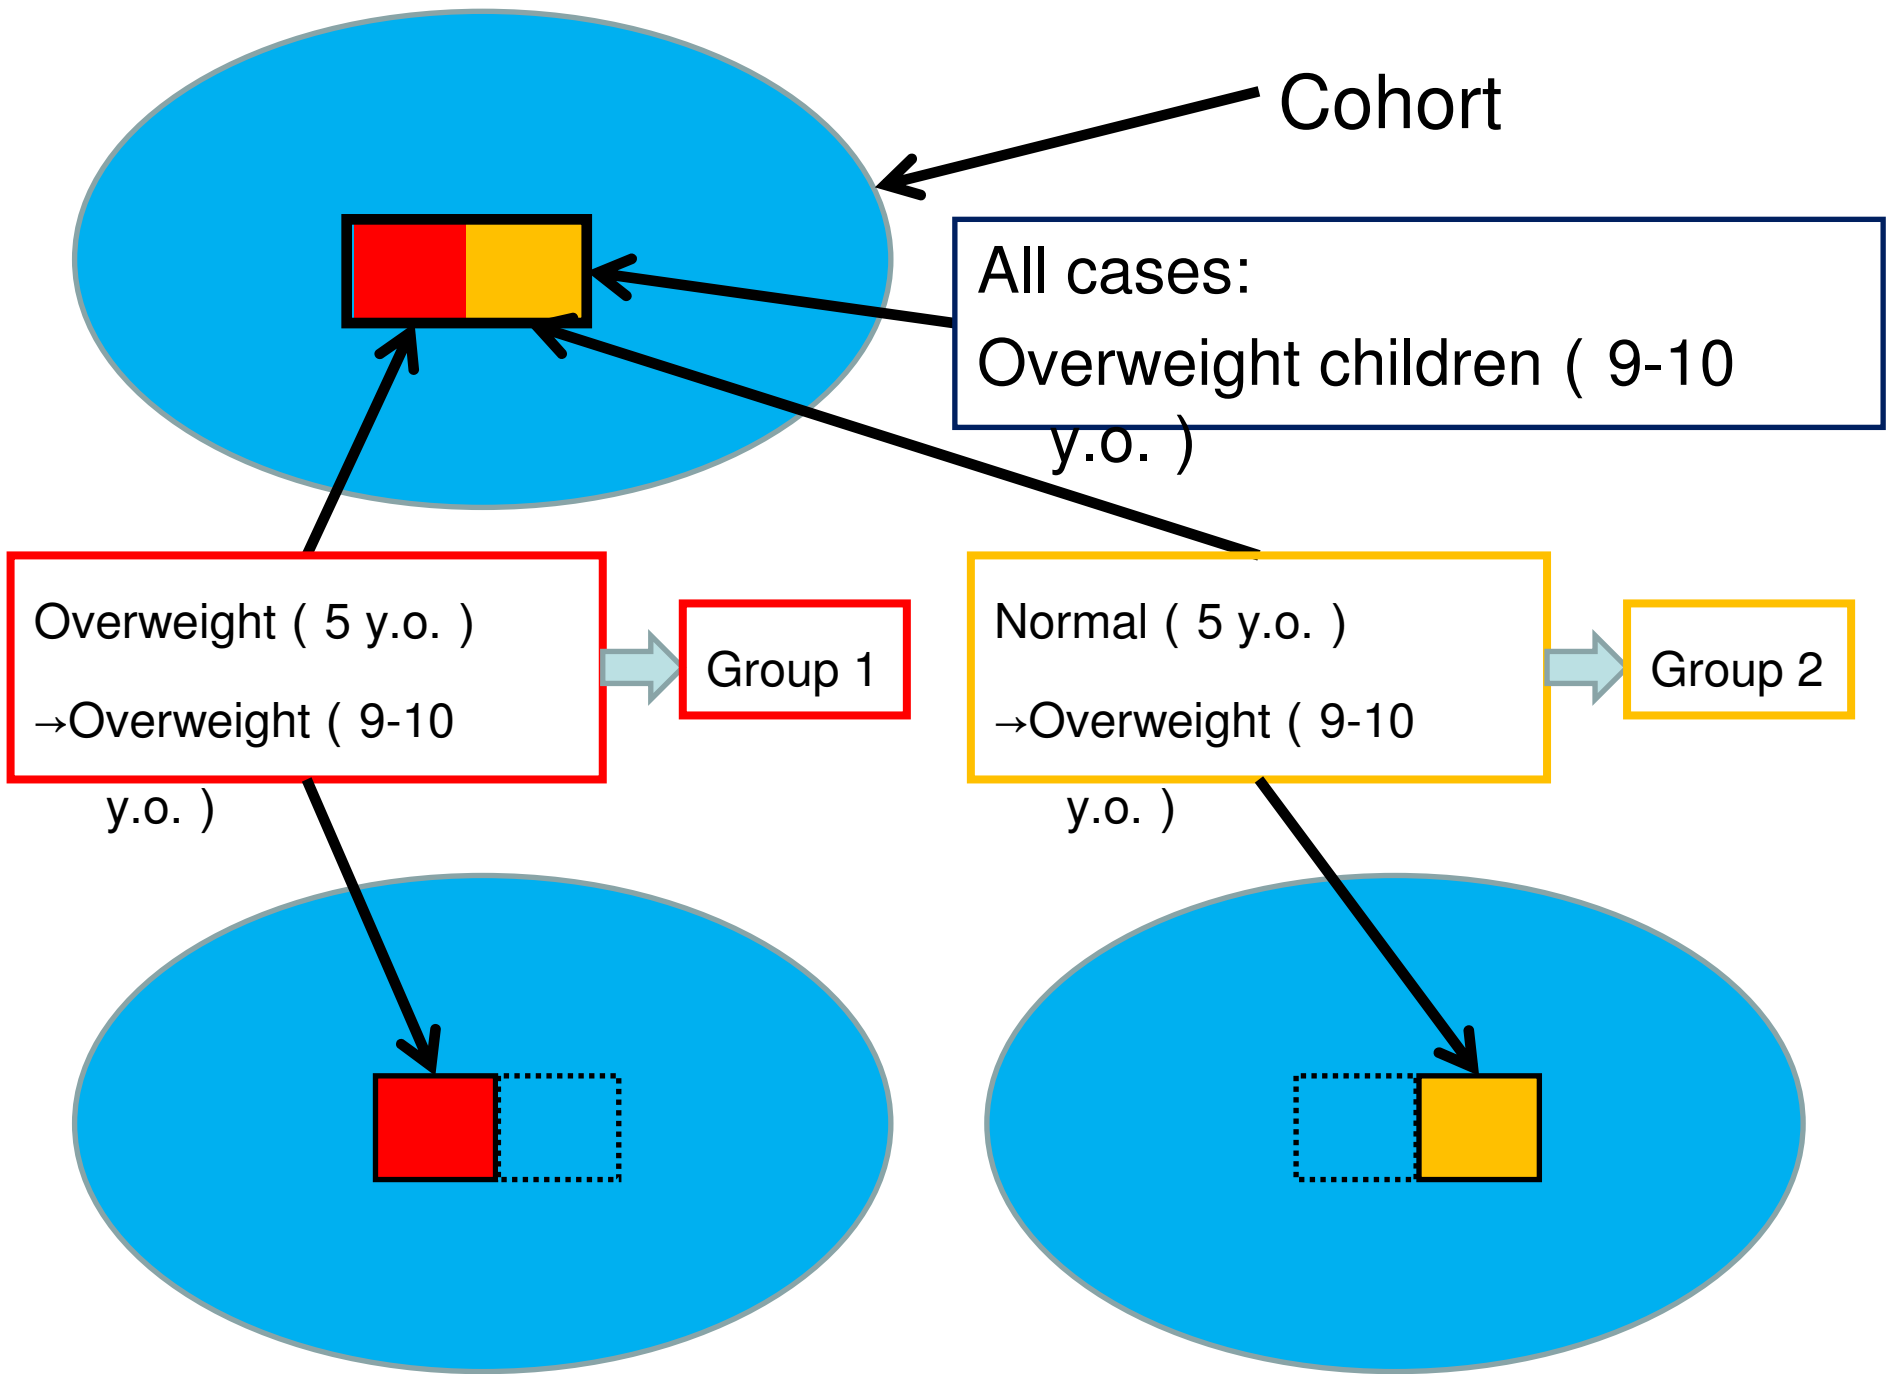 Cohort
All cases:
Overweight children ( 9-10
y.o. )
Overweight ( 5 y.o. )
→Overweight ( 9-10
y.o. )
Group 1
Normal ( 5 y.o. )
→Overweight ( 9-10
y.o. )
Group 2